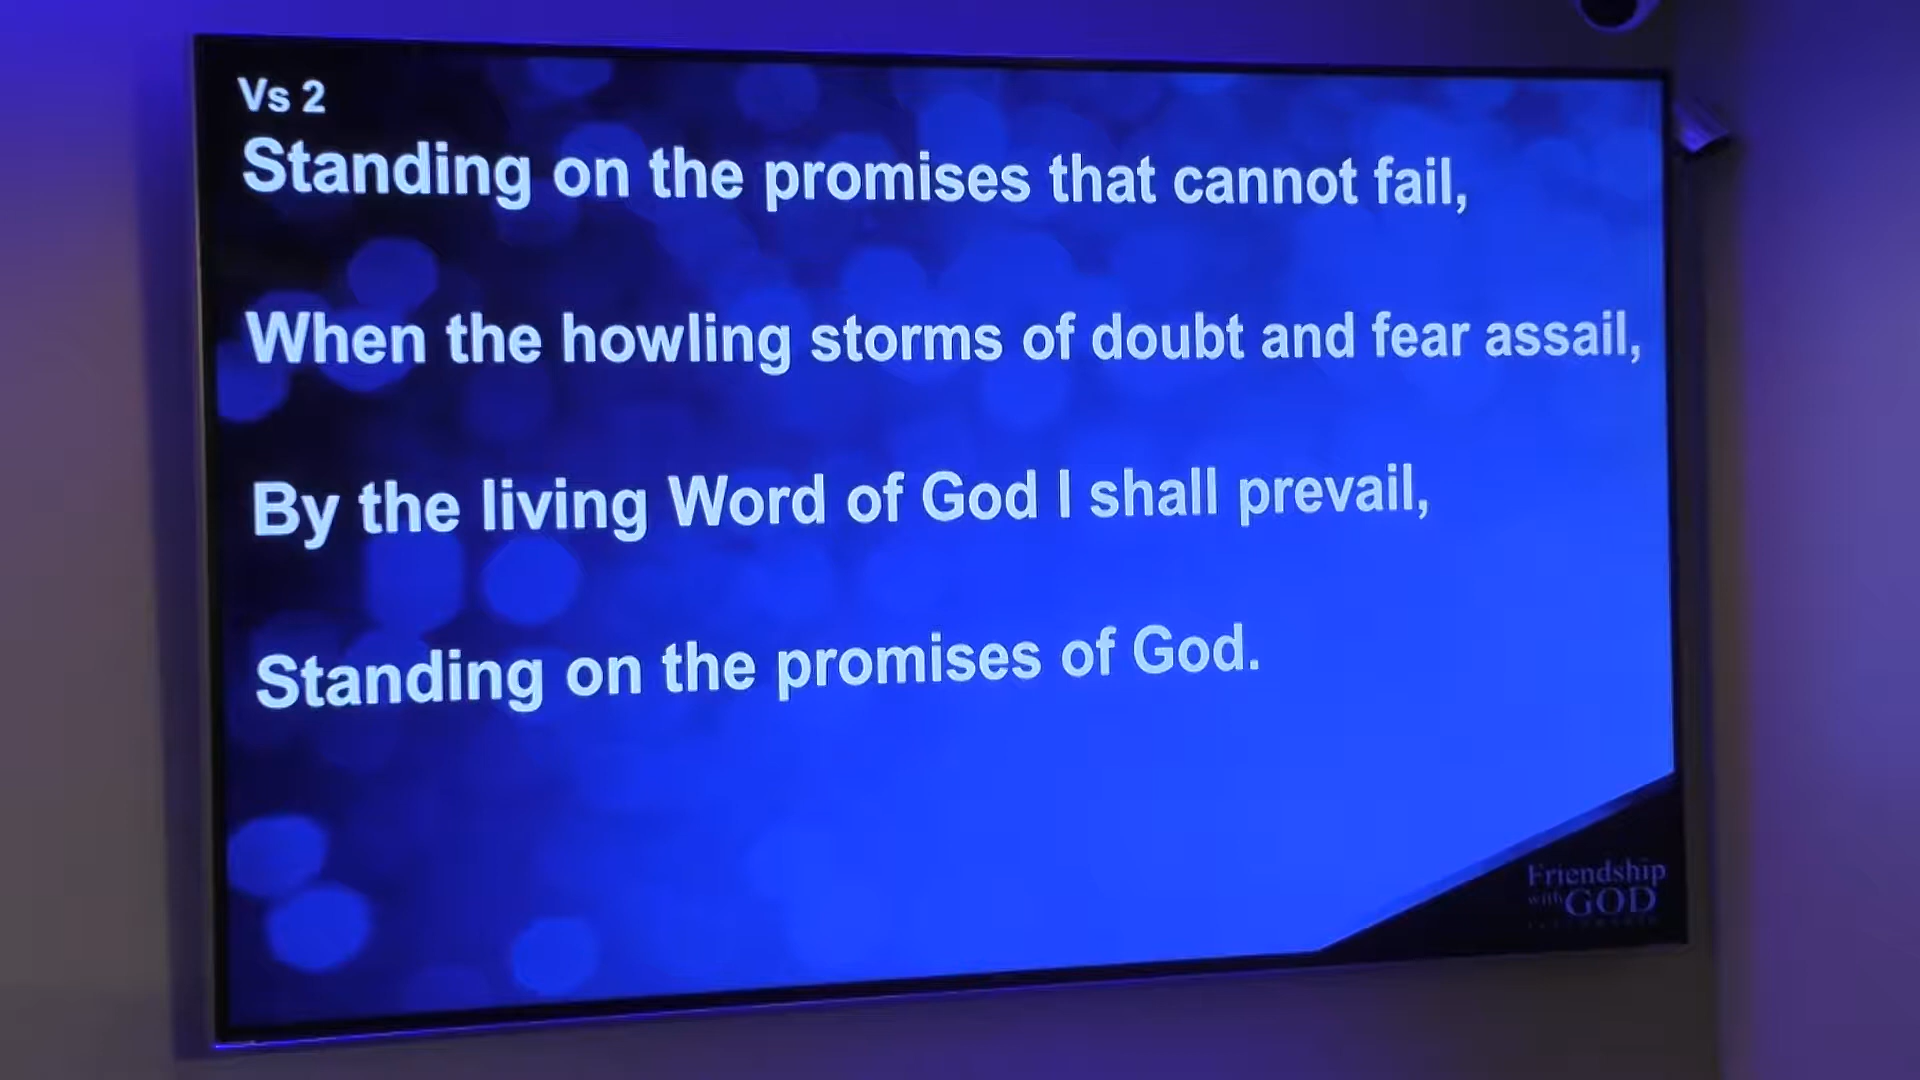 Vs 2
Standing on the promises that cannot fail,
When the howling storms of doubt and fear assail,
By the living Word of God I shall prevail,
Standing on the promises of God.
Friendship
with GOD